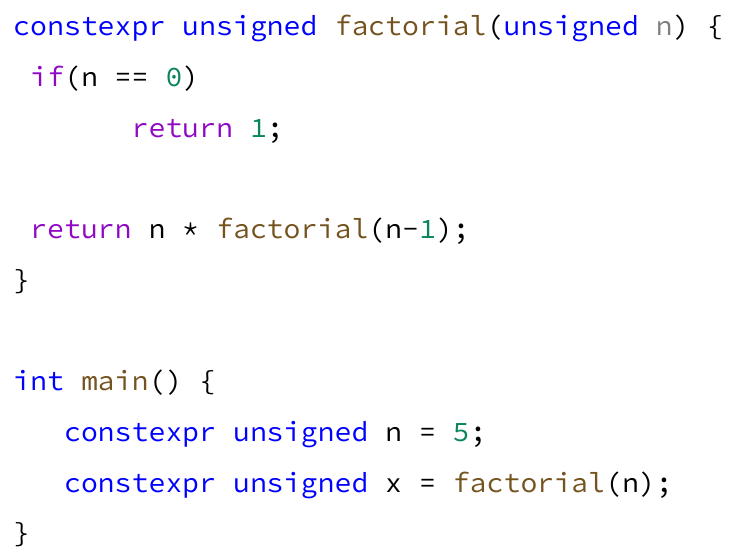 constexpr unsigned factorial(unsigned n) {
 if(n == 0)
       return 1;

 return n * factorial(n-1);
}

int main() {
   constexpr unsigned n = 5;
   constexpr unsigned x = factorial(n);
}